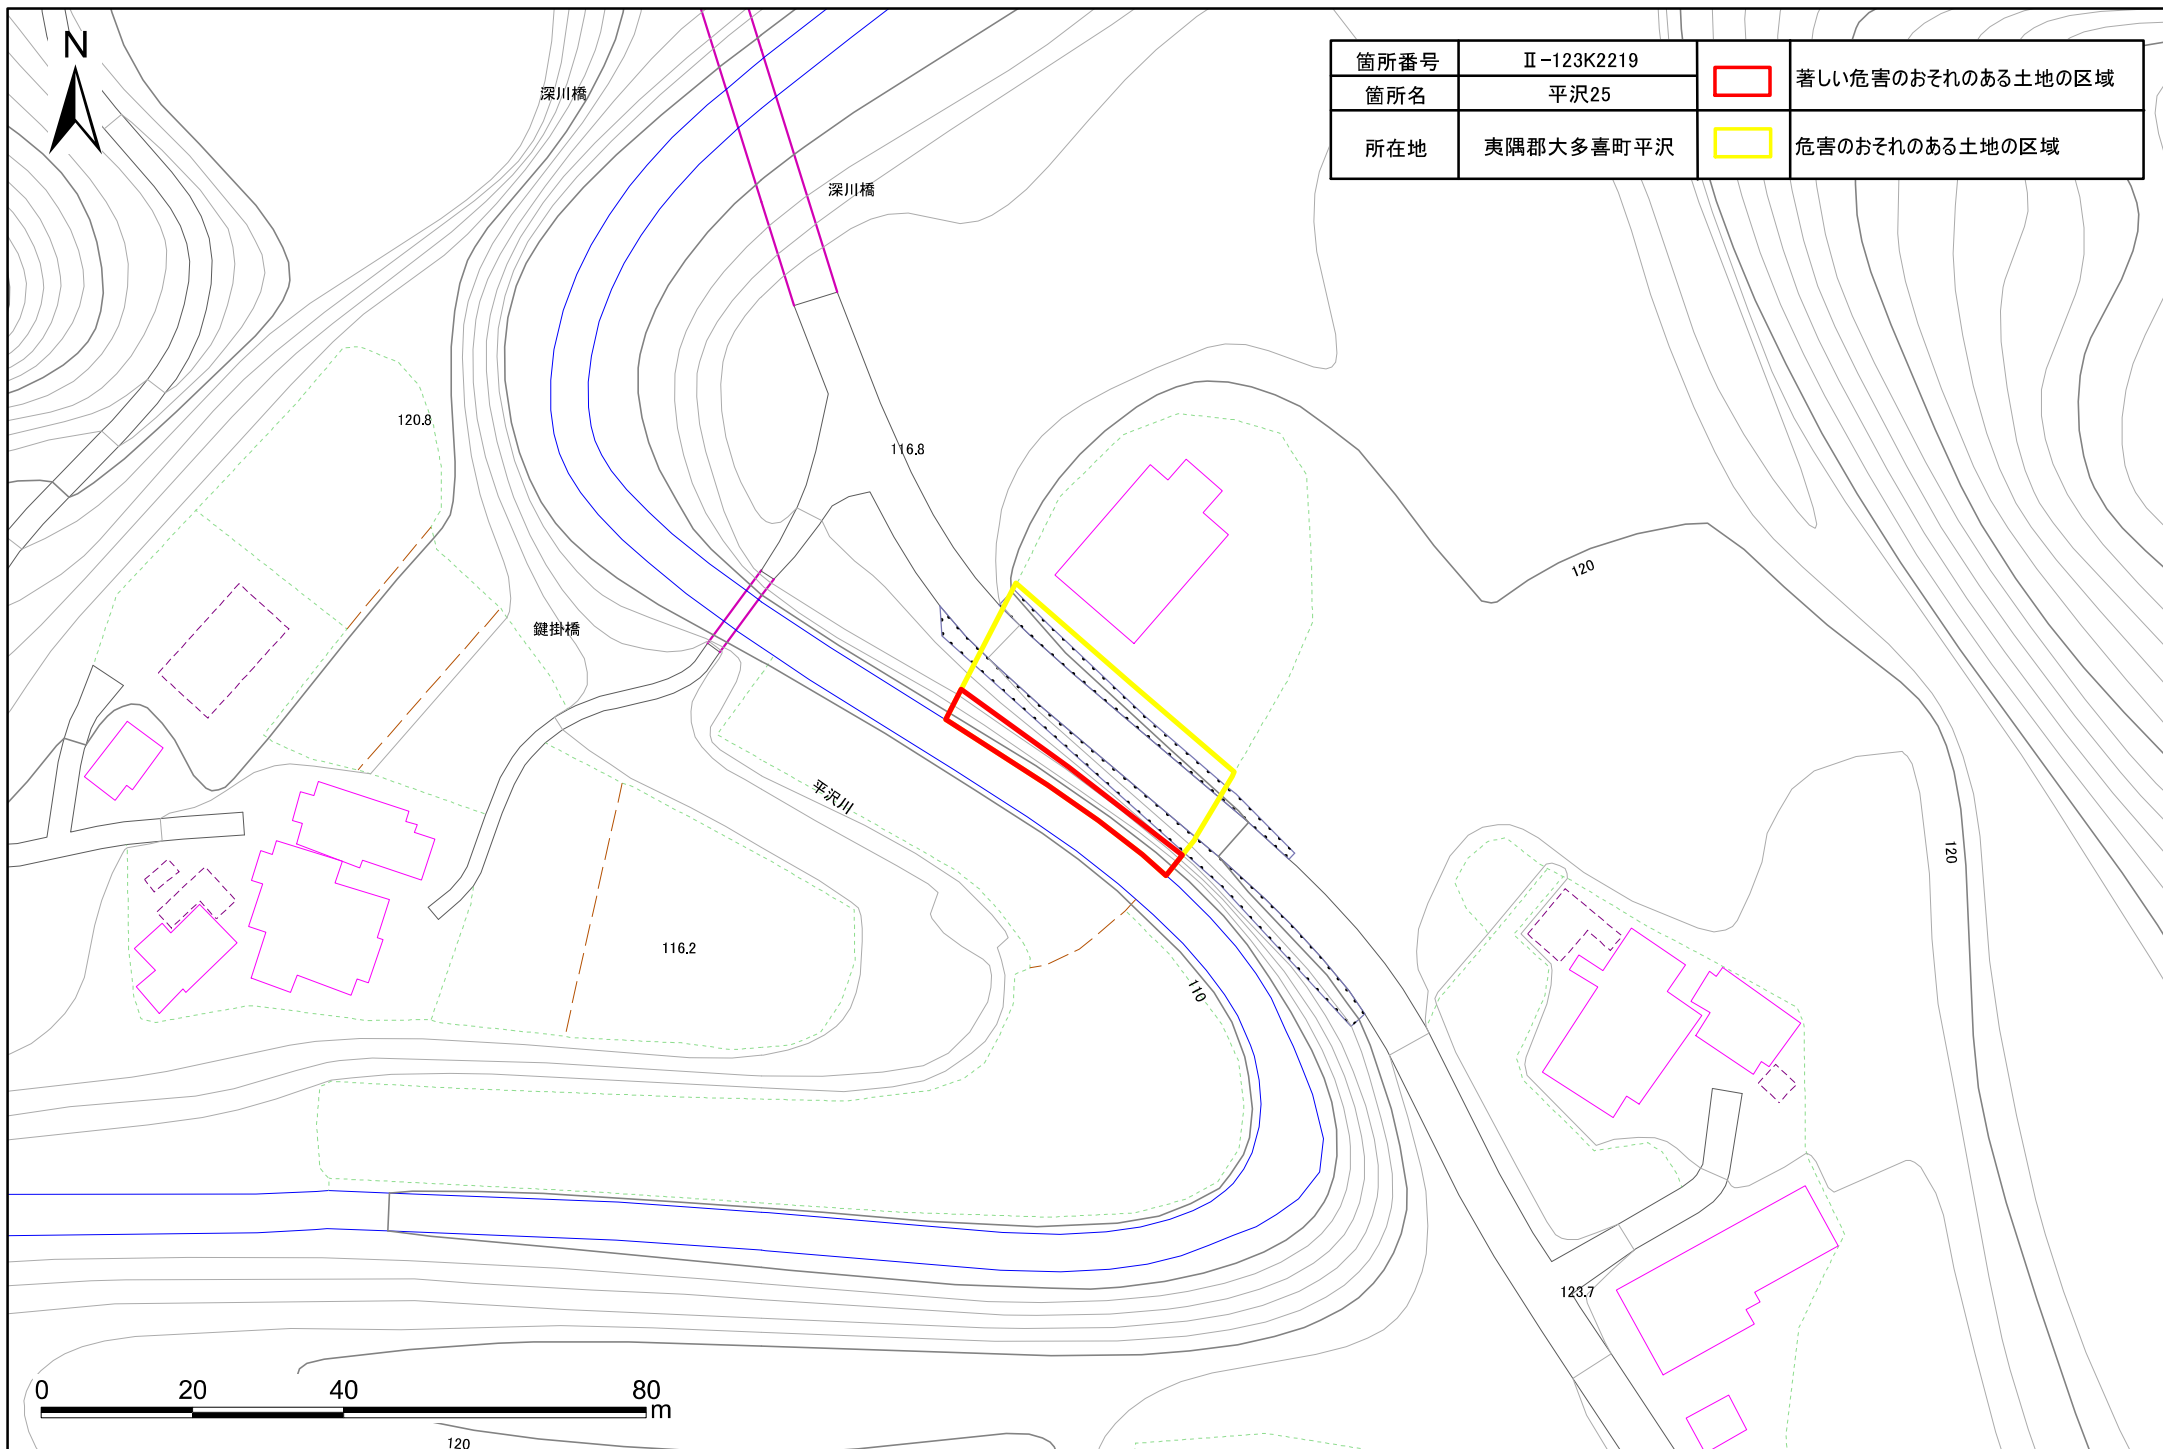 N
箇所番号 Ⅱ-123K2219 著しい危害のおそれのある土地の区域
箇所名 平沢25
所在地 夷隅郡大多喜町平沢 危害のおそれのある土地の区域
深川橋
深川橋
120.8
116.8
120
鍵掛橋
平沢川
120
116.2
110
123.7
0 20 40 80
m
120